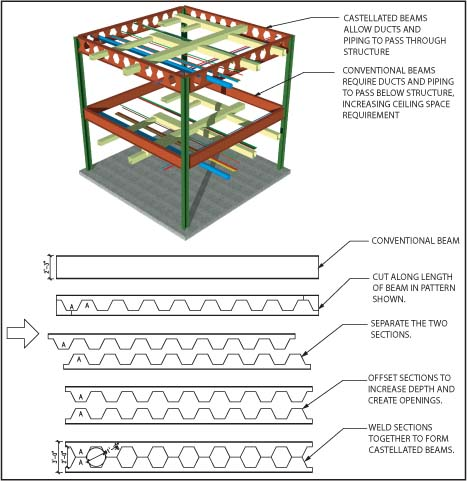 CASTELLATED BEAMS
ALLOW DUCTS AND
PIPING TO PASS THROUGH
STRUCTURE
CONVENTIONAL BEAMS
REQUIRE DUCTS AND PIPING
TO PASS BELOW STRUCTURE,
INCREASING CEILING SPACE
REQUIREMENT
CONVENTIONAL BEAM
2'-3"
CUT ALONG LENGTH
OF BEAM IN PATTERN
SHOWN.
A A
SEPARATE THE TWO
SECTIONS.
A
A
OFFSET SECTIONS TO
INCREASE DEPTH AND
CREATE OPENINGS.
A
A
WELD SECTIONS
TOGETHER TO FORM
CASTELLATED BEAMS.
A
A